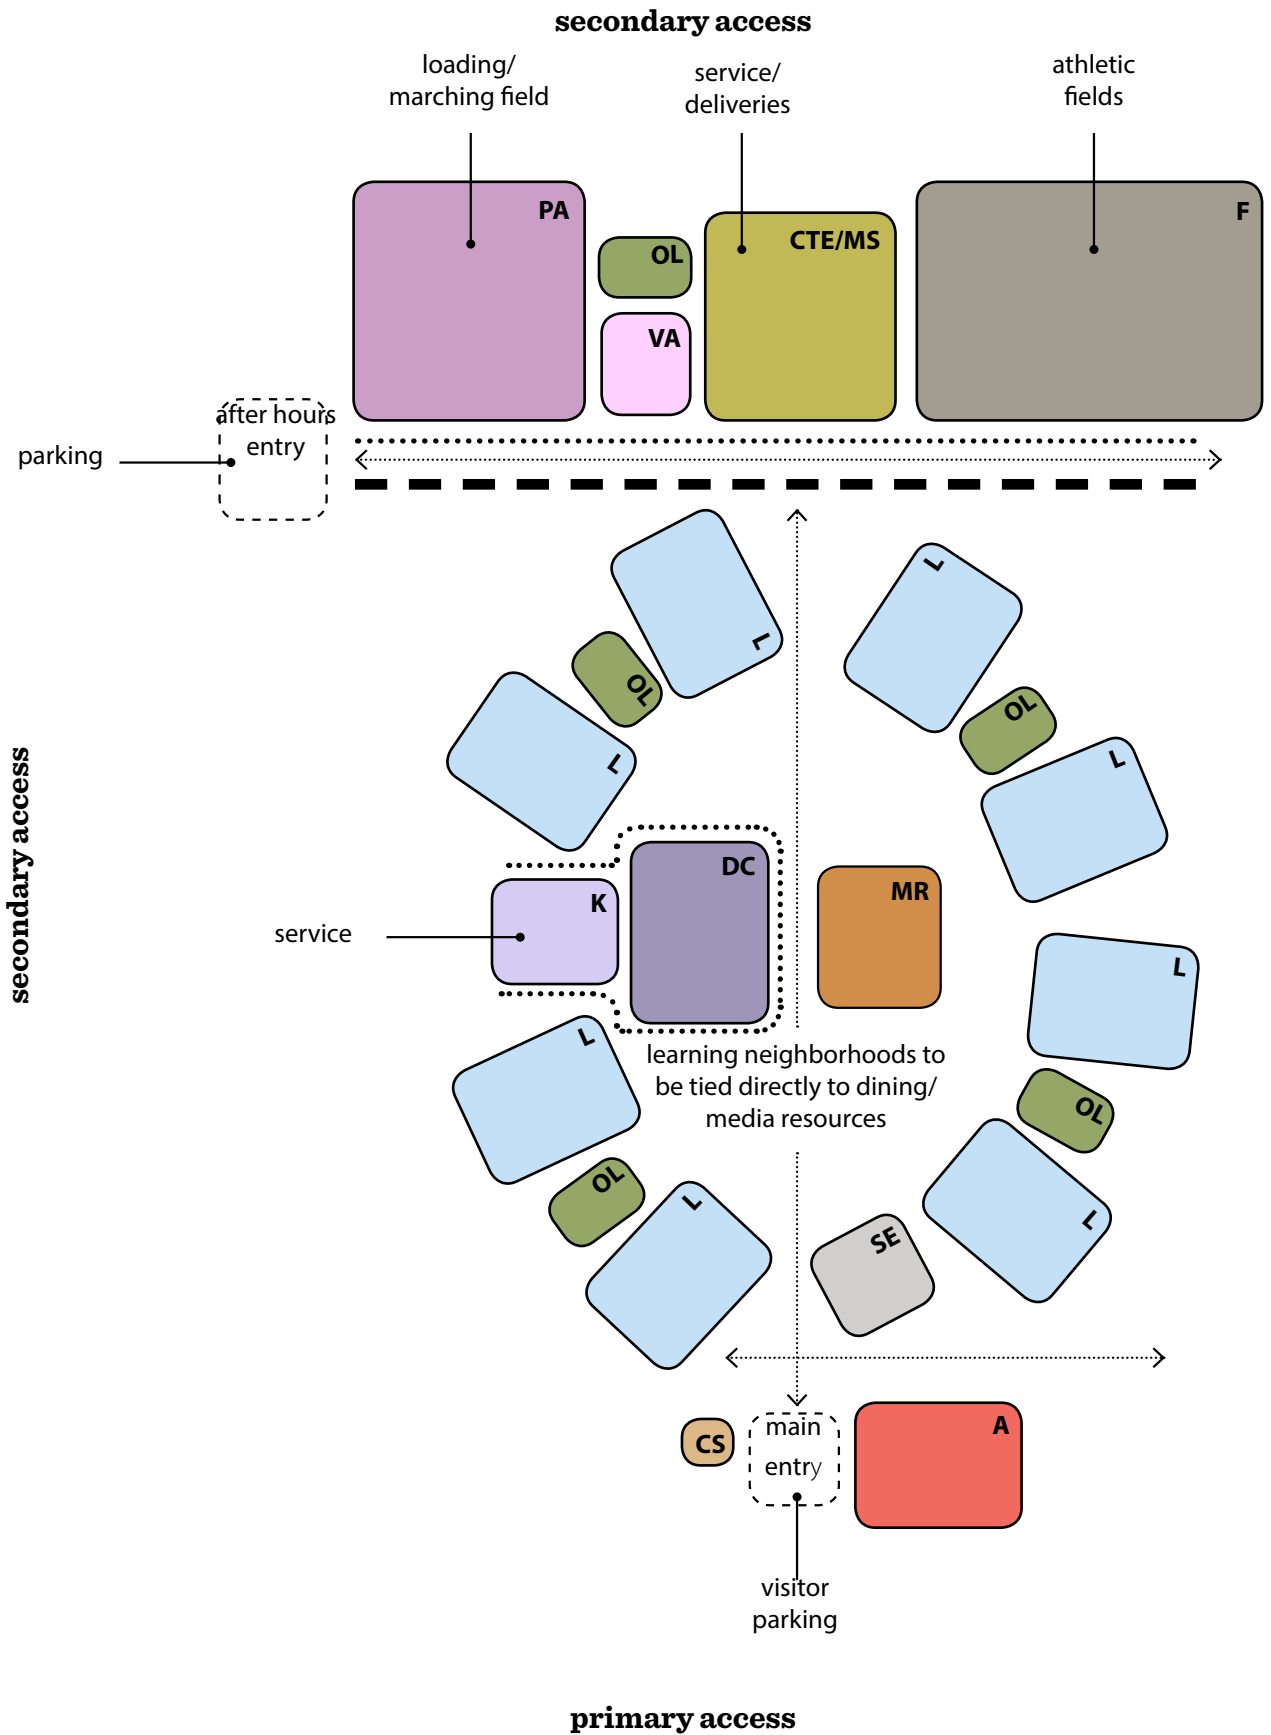 secondary access
loading/
marching field
service/
deliveries
athletic
fields
PA
OL
CTE/MS
F
VA
after hours
entry
parking
L
L
OL
OL
L
L
secondary access
DC
MR
K
service
L
L
learning neighborhoods to
be tied directly to dining/
media resources
OL
OL
L
L
SE
CS
main
entry
A
visitor
parking
primary access